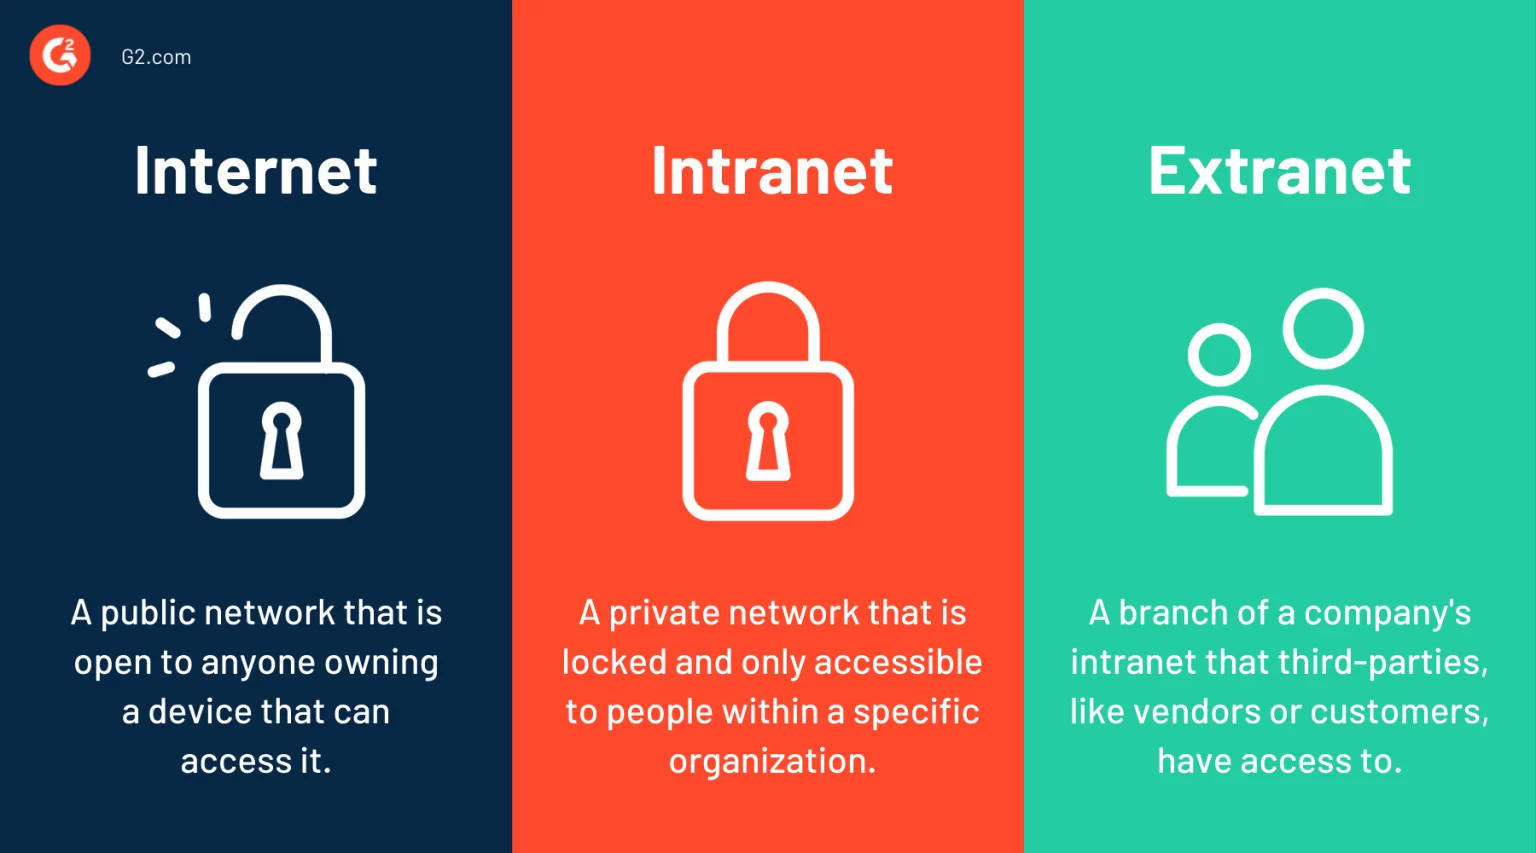 G2
G2.com
Internet
A public network that is
open to anyone owning
a device that can
access it.
Intranet
A private network that is
locked and only accessible
to people within a specific
organization.
Extranet
A branch of a company's
intranet that third-parties,
like vendors or customers,
have access to.